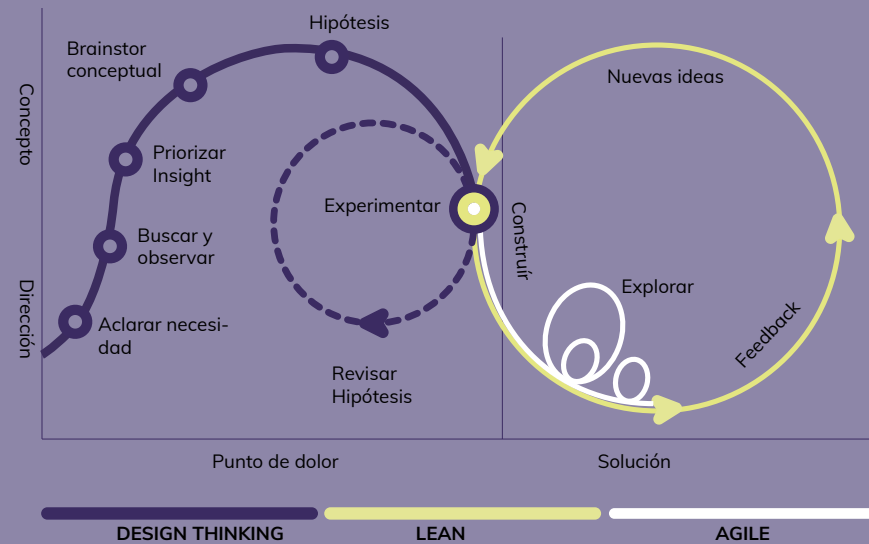 Hipótesis
Brainstor
conceptual
Nuevas ideas
Concepto
Priorizar
Insight
Experimentar
Construír
Buscar y
observar
Explorar
Dirección
Aclarar necesi-
dad
Feedback
Revisar
Hipótesis
Punto de dolor
Solución
DESIGN THINKING
LEAN
AGILE